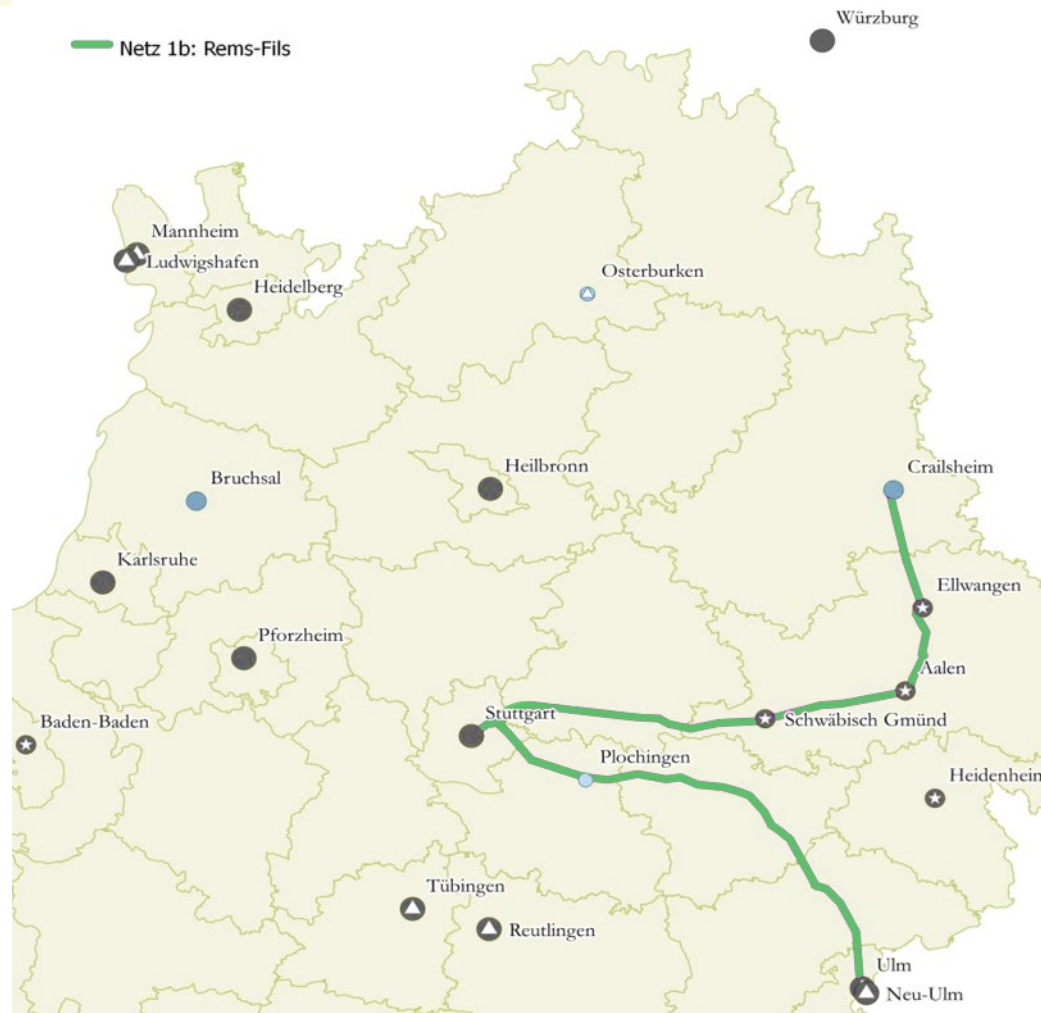 Würzburg
Netz 1b: Rems-Fils
Mannheim
Ludwigshafen
Osterburken
Heidelberg
Heilbronn
Crailsheim
Bruchsal
Karlsruhe
Ellwangen
Pfforzheim
Aalen
Stuttgart
Schwäbisch Gmünd
Baden-Baden
Plochingen
Heidenheim
Tübingen
Reutlingen
Ulm
Neu-Ulm